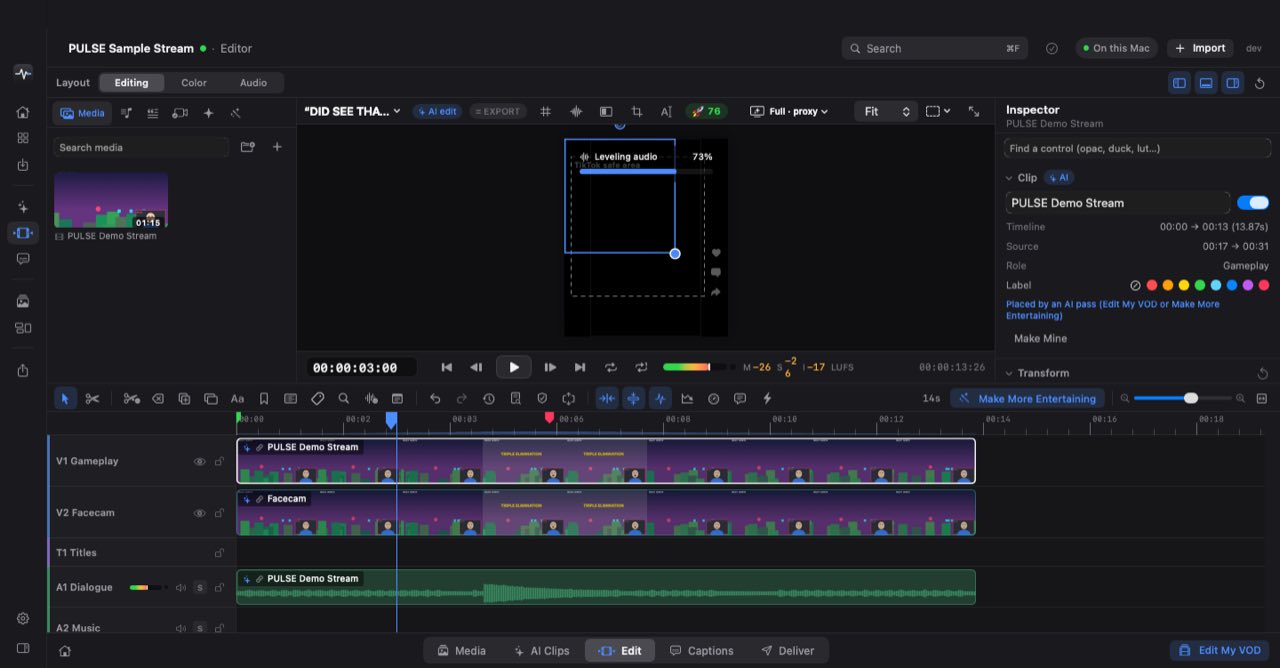 PULSE Sample Stream · Editor
Search ⌘F
On this Mac
+ Import
dev
Layout Editing Color Audio
Media
"DID SEE THA...
AI edit
= EXPORT
76
Full · proxy
Fit
Search media
01:15
PULSE Demo Stream
Leveling audio 73%
TikTok safe area
Inspector
PULSE Demo Stream
Find a control (opac, duck, lut...)
Clip AI
PULSE Demo Stream
Timeline 00:00 → 00:13 (13.87s)
Source 00:17 → 00:31
Role Gameplay
Label
Placed by an AI pass (Edit My VOD or Make More
Entertaining)
Make Mine
Transform
00:00:03:00
M -26 S -26 I -17 LUFS
00:00:13:26
Aa
14s
Make More Entertaining
00:00 00:02 00:03 00:06 00:08 00:10 00:12 00:14 00:16 00:18
V1 Gameplay
PULSE Demo Stream
TRIPLE ELIMINATION TRIPLE ELIMINATION
V2 Facecam
Facecam
TRIPLE ELIMINATION TRIPLE ELIMINATION
T1 Titles
A1 Dialogue S
PULSE Demo Stream
A2 Music S
Media AI Clips Edit Captions Deliver
Edit My VOD